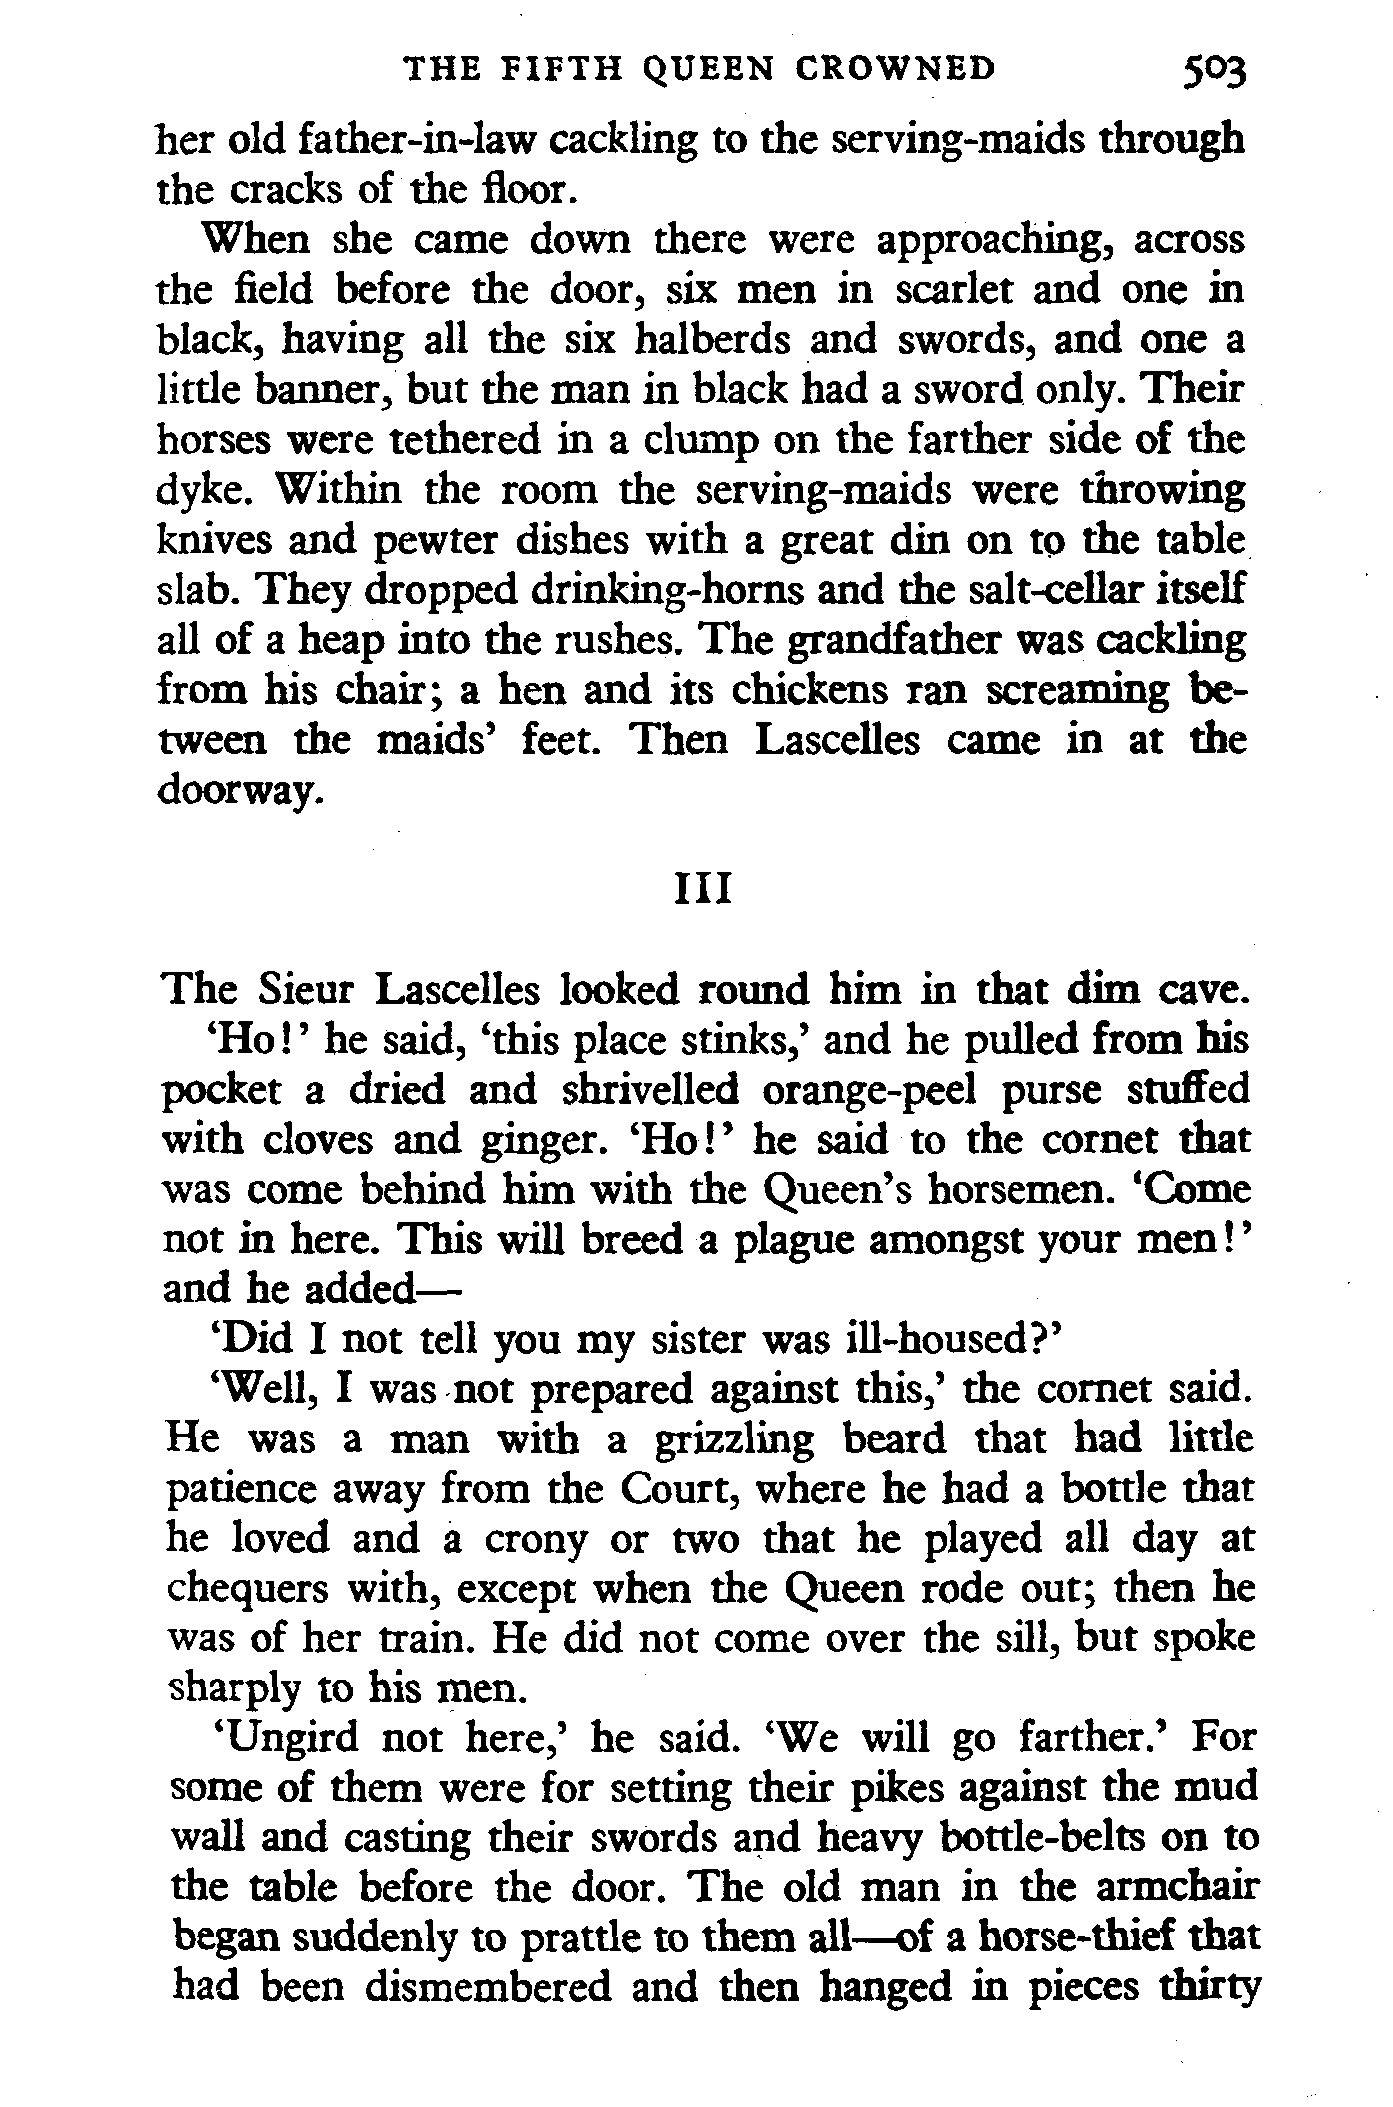 THE FIFTH QUEEN CROWNED 503
her old father-in-law cackling to the serving-maids through
the cracks of the floor.
When she came down there were approaching, across
the field before the door, six men in scarlet and one in
black, having all the six halberds and swords, and one a
little banner, but the man in black had a sword only. Their
horses were tethered in a clump on the farther side of the
dyke. Within the room the serving-maids were throwing
knives and pewter dishes with a great din on to the table
slab. They dropped drinking-horns and the salt-cellar itself
all of a heap into the rushes. The grandfather was cackling
from his chair; a hen and its chickens ran screaming be-
tween the maids’ feet. Then Lascelles came in at the
doorway.
III
The Sieur Lascelles looked round him in that dim cave.
‘Ho!’ he said, ‘this place stinks,’ and he pulled from his
pocket a dried and shrivelled orange-peel purse stuffed
with cloves and ginger. ‘Ho!’ he said to the cornet that
was come behind him with the Queen’s horsemen. ‘Come
not in here. This will breed a plague amongst your men!’
and he added—
‘Did I not tell you my sister was ill-housed?’
‘Well, I was not prepared against this,’ the cornet said.
He was a man with a grizzling beard that had little
patience away from the Court, where he had a bottle that
he loved and a crony or two that he played all day at
chequers with, except when the Queen rode out; then he
was of her train. He did not come over the sill, but spoke
sharply to his men.
‘Ungird not here,’ he said. ‘We will go farther.’ For
some of them were for setting their pikes against the mud
wall and casting their swords and heavy bottle-belts on to
the table before the door. The old man in the armchair
began suddenly to prattle to them all—of a horse-thief that
had been dismembered and then hanged in pieces thirty